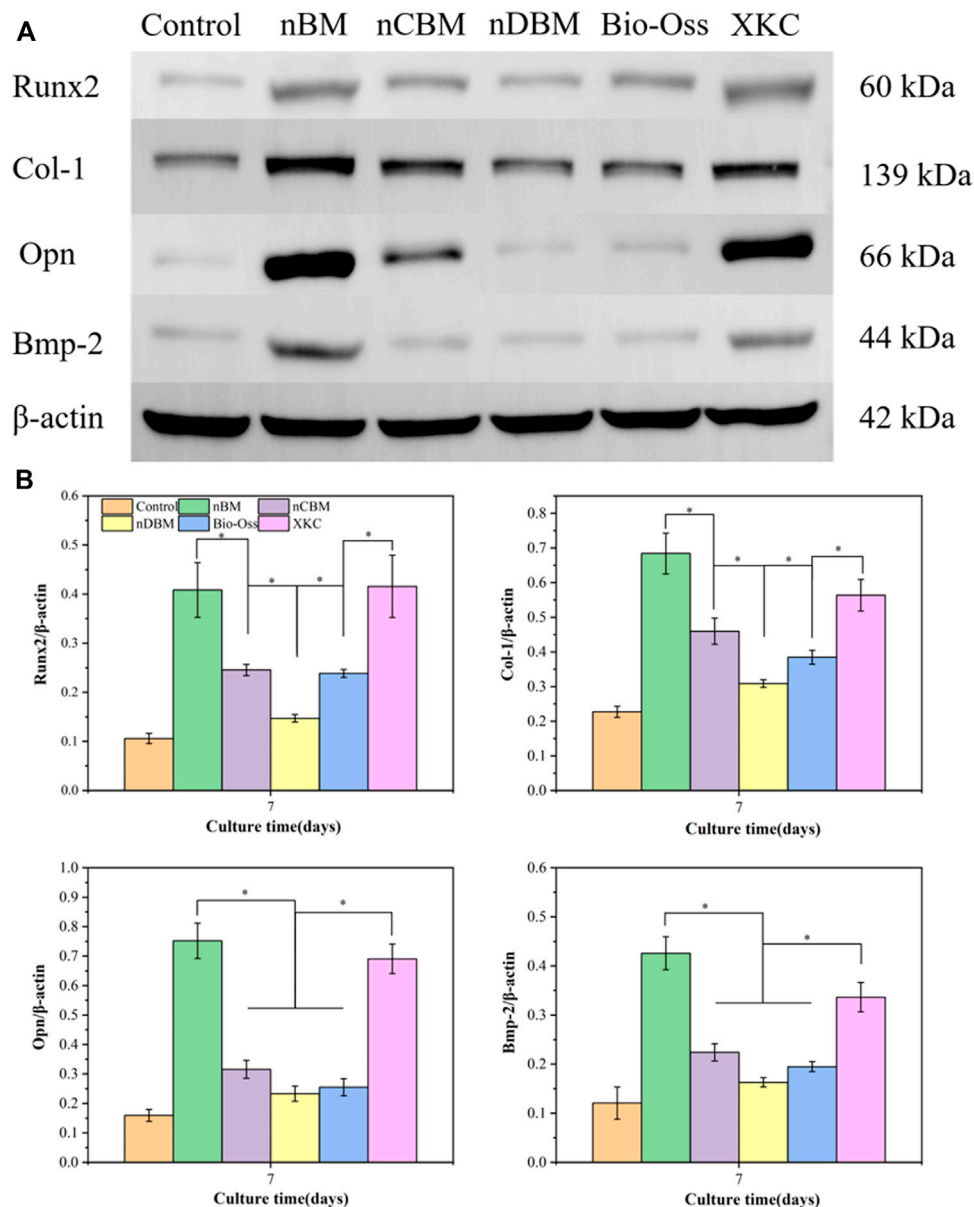 A
Control nBM nCBM nDBM Bio-Oss XKC
Runx2 60 kDa
Col-1 139 kDa
Opn 66 kDa
Bmp-2 44 kDa
β-actin 42 kDa
B
0.6
0.5
0.4
0.3
0.2
0.1
0.0
Runx2/β-actin
Control nBM nCBM
nDBM Bio-Oss XKC
* * * *
7
Culture time(days)
0.8
0.7
0.6
0.5
0.4
0.3
0.2
0.1
0.0
Col-1/β-actin
* * * *
7
Culture time(days)
1.0
0.9
0.8
0.7
0.6
0.5
0.4
0.3
0.2
0.1
0.0
Opn/β-actin
* *
7
Culture time(days)
0.6
0.5
0.4
0.3
0.2
0.1
0.0
Bmp-2/β-actin
* *
7
Culture time(days)